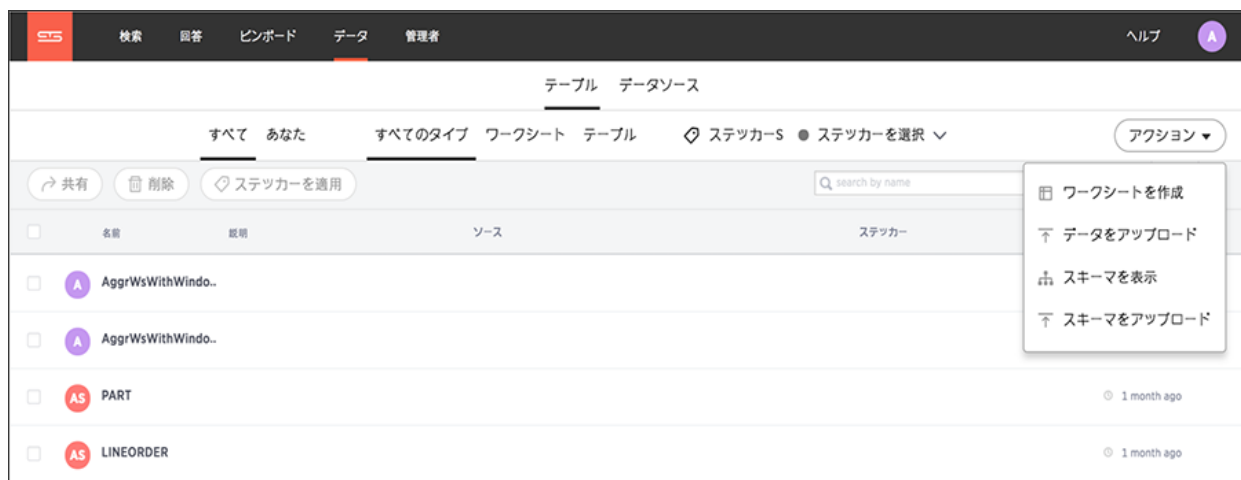 STS 検索 回答 ピンボード データ 管理者 ヘルプ A
テーブル データソース
すべて あなた すべてのタイプ ワークシート テーブル ステッカーS ステッカーを選択 アクション
共有 削除 ステッカーを適用 search by name
ワークシートを作成
名前 説明 ソース ステッカー
データをアップロード
スキーマを表示
A AggrWsWithWindo..
スキーマをアップロード
A AggrWsWithWindo..
AS PART 1 month ago
AS LINEORDER 1 month ago